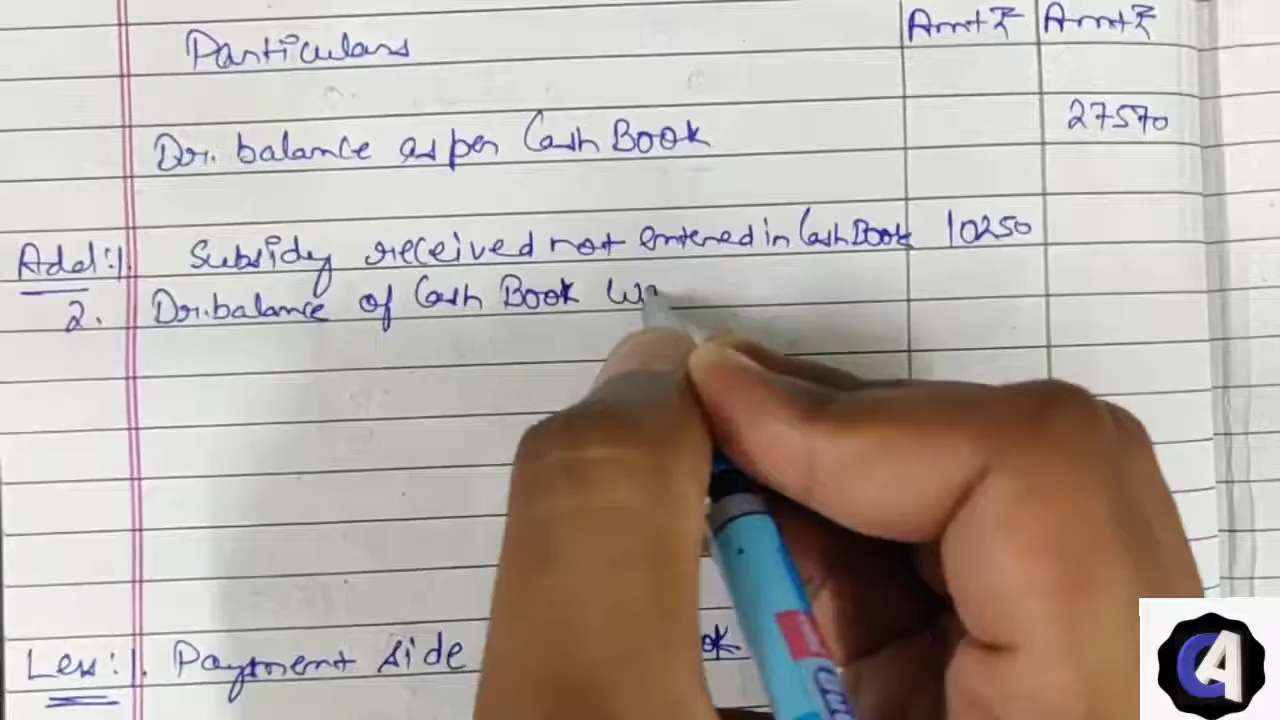 Particulars Amt ₹ Amt ₹
Dr. balance as per Cash Book 27570
Add: 1. Subsidy received not entered in Cash Book 10250
2. Dr. balance of Cash Book
Less: 1. Payment side
CA